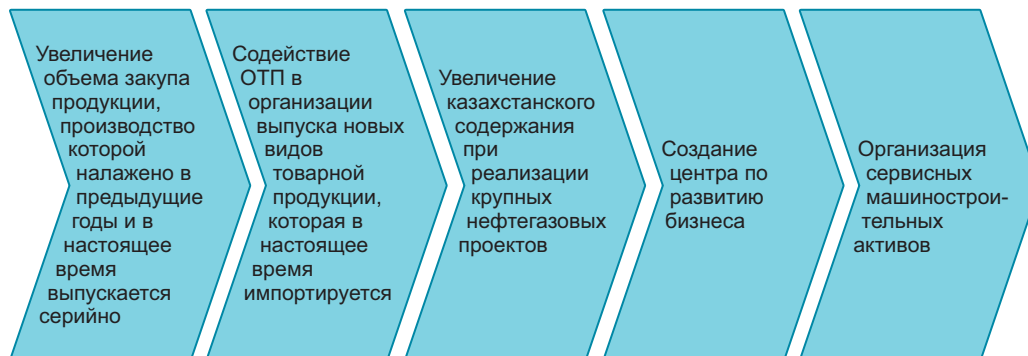 Увеличение
объема закупа
продукции,
производство
которой
налажено в
предыдущие
годы и в
настоящее
время
выпускается
серийно
Содействие
ОТП в
организации
выпуска новых
видов
товарной
продукции,
которая в
настоящее
время
импортируется
Увеличение
казахстанского
содержания
при
реализации
крупных
нефтегазовых
проектов
Создание
центра по
развитию
бизнеса
Организация
сервисных
машинострои-
тельных
активов